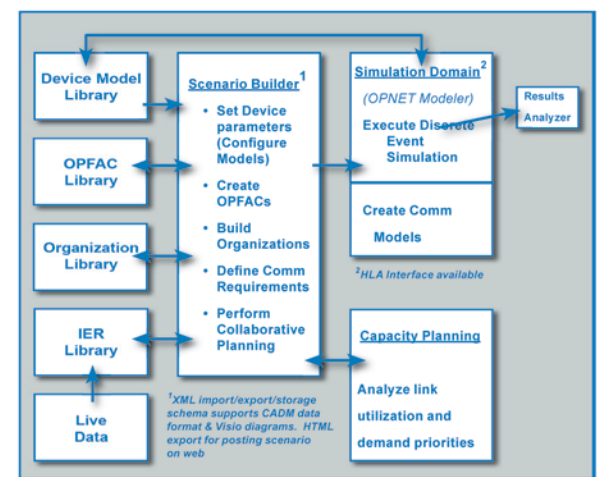 Device Model
Library
OPFAC
Library
Organization
Library
IER
Library
Live
Data
Scenario Builder1
• Set Device
parameters
(Configure
Models)
• Create
OPFACs
• Build
Organizations
• Define Comm
Requirements
• Perform
Collaborative
Planning
1XML import/export/storage
schema supports CADM data
format & Visio diagrams. HTML
export for posting scenario
on web
Simulation Domain2
(OPNET Modeler)
Execute Discrete
Event
Simulation
Create Comm
Models
2HLA Interface available
Capacity Planning
Analyze link
utilization and
demand priorities
Results
Analyzer